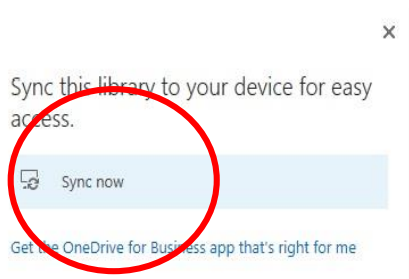 Sync this library to your device for easy
access.
Sync now
Get the OneDrive for Business app that's right for me